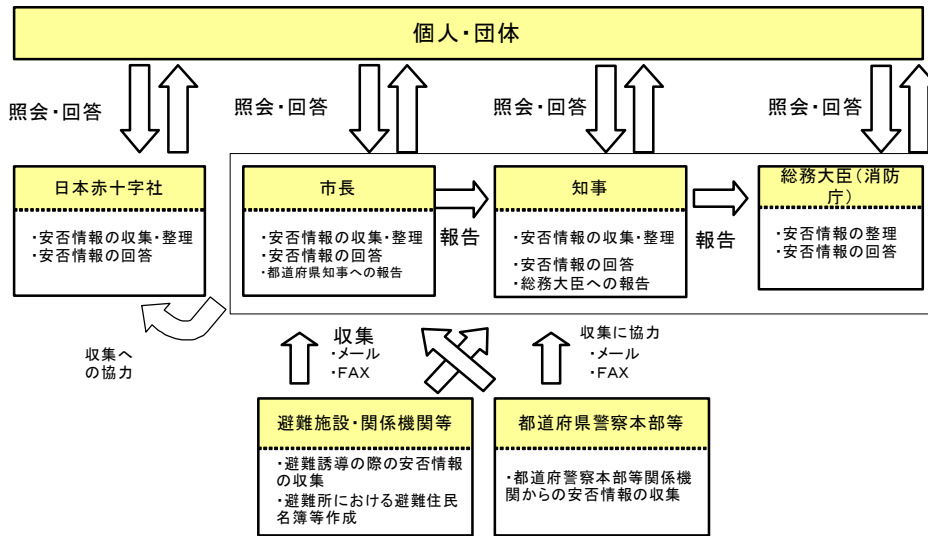 個人・団体
照会・回答
照会・回答
照会・回答
照会・回答
日本赤十字社
・安否情報の収集・整理
・安否情報の回答
市長
・安否情報の収集・整理
・安否情報の回答
・都道府県知事への報告
報告
知事
・安否情報の収集・整理
・安否情報の回答
・総務大臣への報告
報告
総務大臣(消防
庁)
・安否情報の整理
・安否情報の回答
収集へ
の協力
収集
・メール
・FAX
収集に協力
・メール
・FAX
避難施設・関係機関等
・避難誘導の際の安否情報
の収集
・避難所における避難住民
名簿等作成
都道府県警察本部等
・都道府警察本部等関係機
関からの安否情報の収集